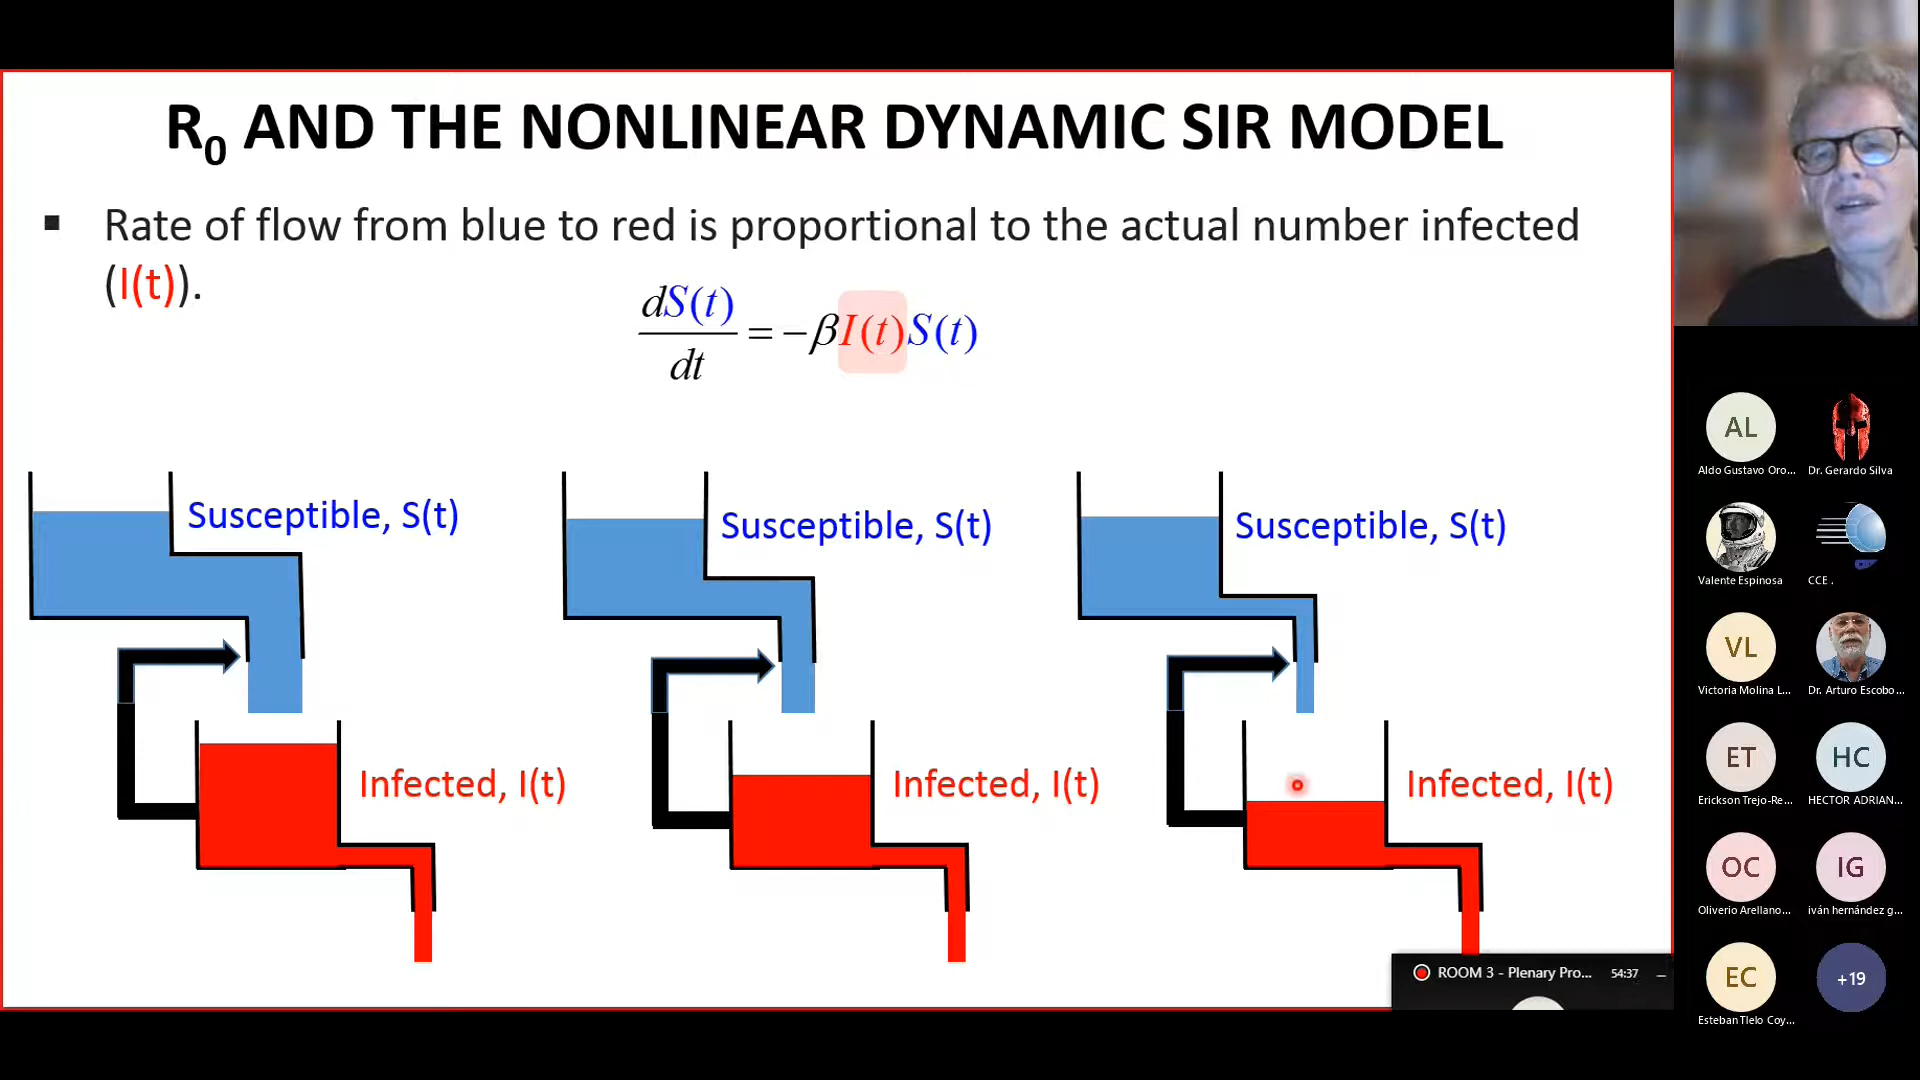 R₀ AND THE NONLINEAR DYNAMIC SIR MODEL
▪ Rate of flow from blue to red is proportional to the actual number infected
(I(t)).
dS(t)/dt = −βI(t)S(t)
Susceptible, S(t)
Susceptible, S(t)
Susceptible, S(t)
Infected, I(t)
Infected, I(t)
Infected, I(t)
ROOM 3 - Plenary Pro... 54:37
AL
Aldo Gustavo Oro...
Dr. Gerardo Silva
Valente Espinosa
CCE .
VL
Victoria Molina L...
Dr. Arturo Escobo...
ET
Erickson Trejo-Re...
HC
HECTOR ADRIAN...
OC
Oliverio Arellano...
IG
iván hernández g...
EC
Esteban Tlelo Coy...
+19